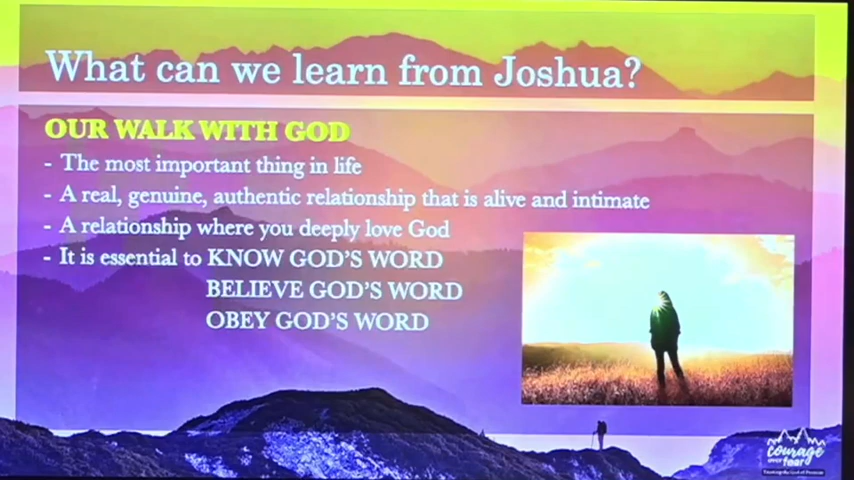 What can we learn from Joshua?
OUR WALK WITH GOD
- The most important thing in life
- A real, genuine, authentic relationship that is alive and intimate
- A relationship where you deeply love God
- It is essential to KNOW GOD'S WORD
BELIEVE GOD'S WORD
OBEY GOD'S WORD
courage
over fear